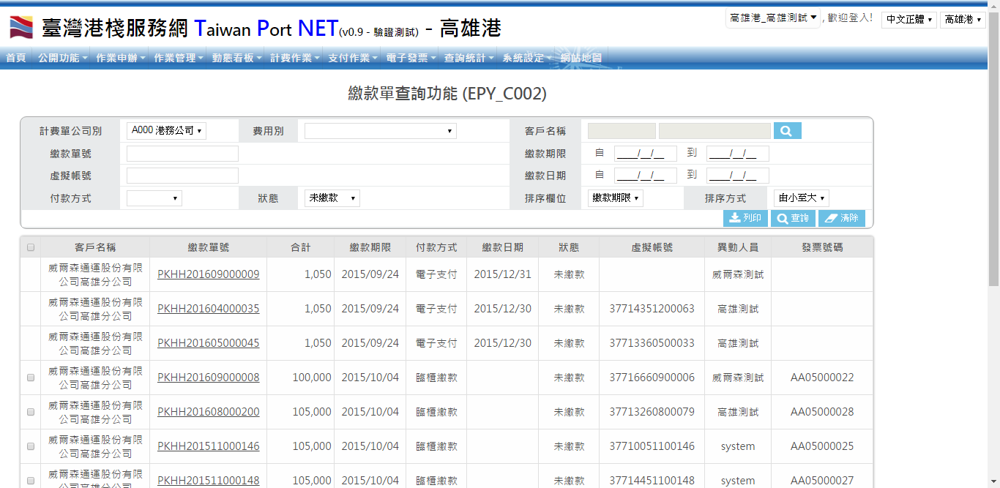 臺灣港棧服務網 Taiwan Port NET(v0.9 - 驗證測試) - 高雄港
高雄港_高雄測試 , 歡迎登入! 中文正體 高雄港
首頁 公開功能 作業申辦 作業管理 動態看板 計費作業 支付作業 電子發票 查詢統計 系統設定 網站地圖
繳款單查詢功能 (EPY_C002)
計費單公司別 A000 港務公司 費用別 客戶名稱
繳款單號 繳款期限 自 ____/__/__ 到 ____/__/__
虛擬帳號 繳款日期 自 ____/__/__ 到 ____/__/__
付款方式 狀態 未繳款 排序欄位 繳款期限 排序方式 由小至大
列印 查詢 清除
客戶名稱 繳款單號 合計 繳款期限 付款方式 繳款日期 狀態 虛擬帳號 異動人員 發票號碼
威爾森通運股份有限
公司高雄分公司 PKHH201609000009 1,050 2015/09/24 電子支付 2015/12/31 未繳款 威爾森測試
威爾森通運股份有限
公司高雄分公司 PKHH201604000035 1,050 2015/09/24 電子支付 2015/12/30 未繳款 37714351200063 高雄測試
威爾森通運股份有限
公司高雄分公司 PKHH201605000045 1,050 2015/09/24 電子支付 2015/12/30 未繳款 37713360500033 高雄測試
威爾森通運股份有限
公司高雄分公司 PKHH201609000008 100,000 2015/10/04 臨櫃繳款 未繳款 37716660900006 威爾森測試 AA05000022
威爾森通運股份有限
公司高雄分公司 PKHH201608000200 105,000 2015/10/04 臨櫃繳款 未繳款 37713260800079 高雄測試 AA05000028
威爾森通運股份有限
公司高雄分公司 PKHH201511000146 105,000 2015/10/04 臨櫃繳款 未繳款 37710051100146 system AA05000025
威爾森通運股份有限
公司高雄分公司 PKHH201511000148 105,000 2015/10/04 臨櫃繳款 未繳款 37714451100148 system AA05000027